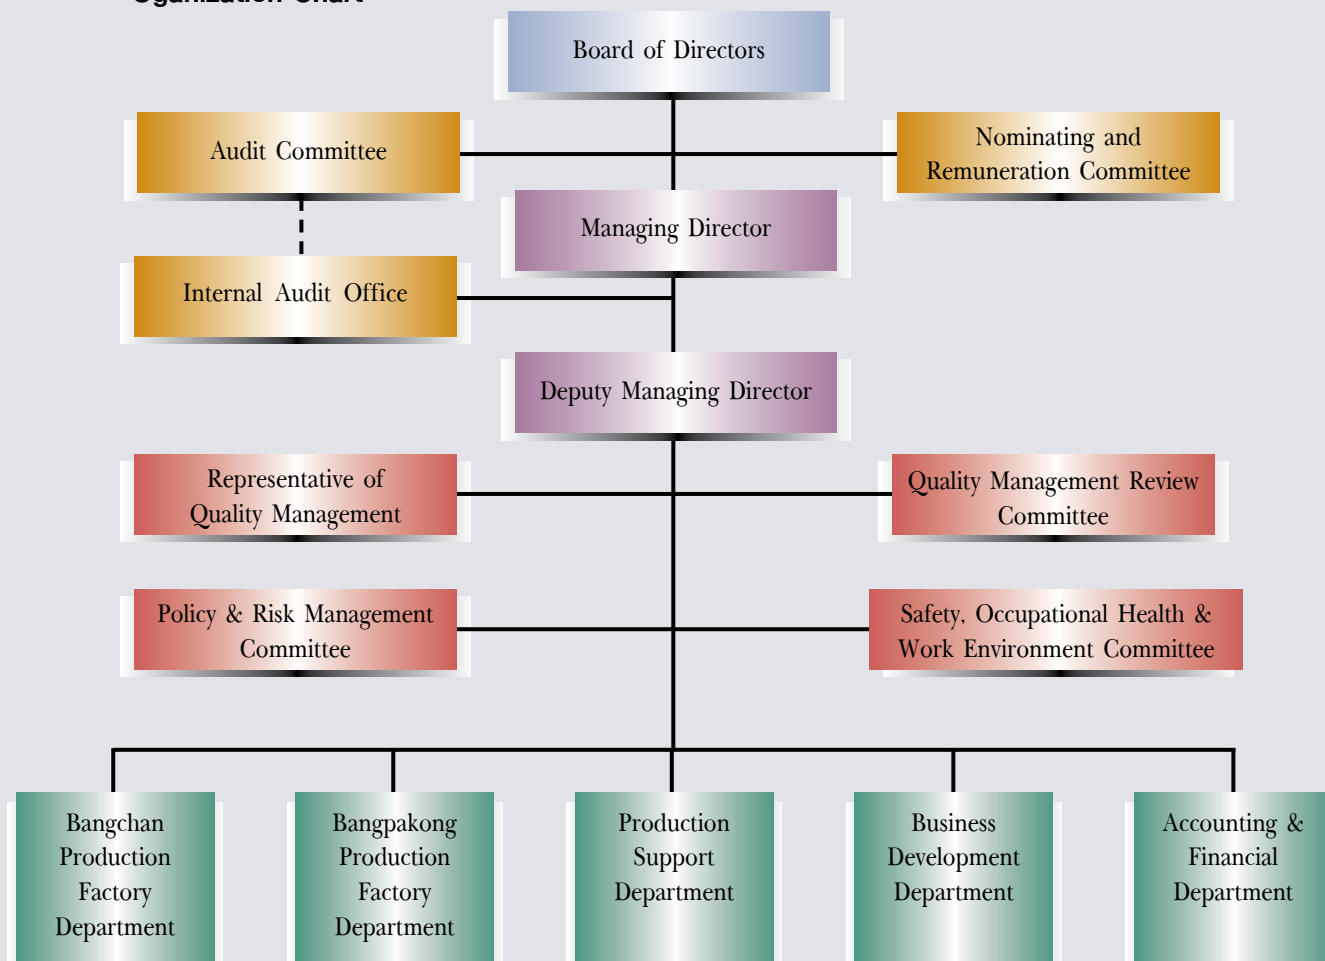 Oganization Chart
Board of Directors
Audit Committee
Nominating and
Remuneration Committee
Managing Director
Internal Audit Office
Deputy Managing Director
Representative of
Quality Management
Quality Management Review
Committee
Policy & Risk Management
Committee
Safety, Occupational Health &
Work Environment Committee
Bangchan
Production
Factory
Department
Bangpakong
Production
Factory
Department
Production
Support
Department
Business
Development
Department
Accounting &
Financial
Department